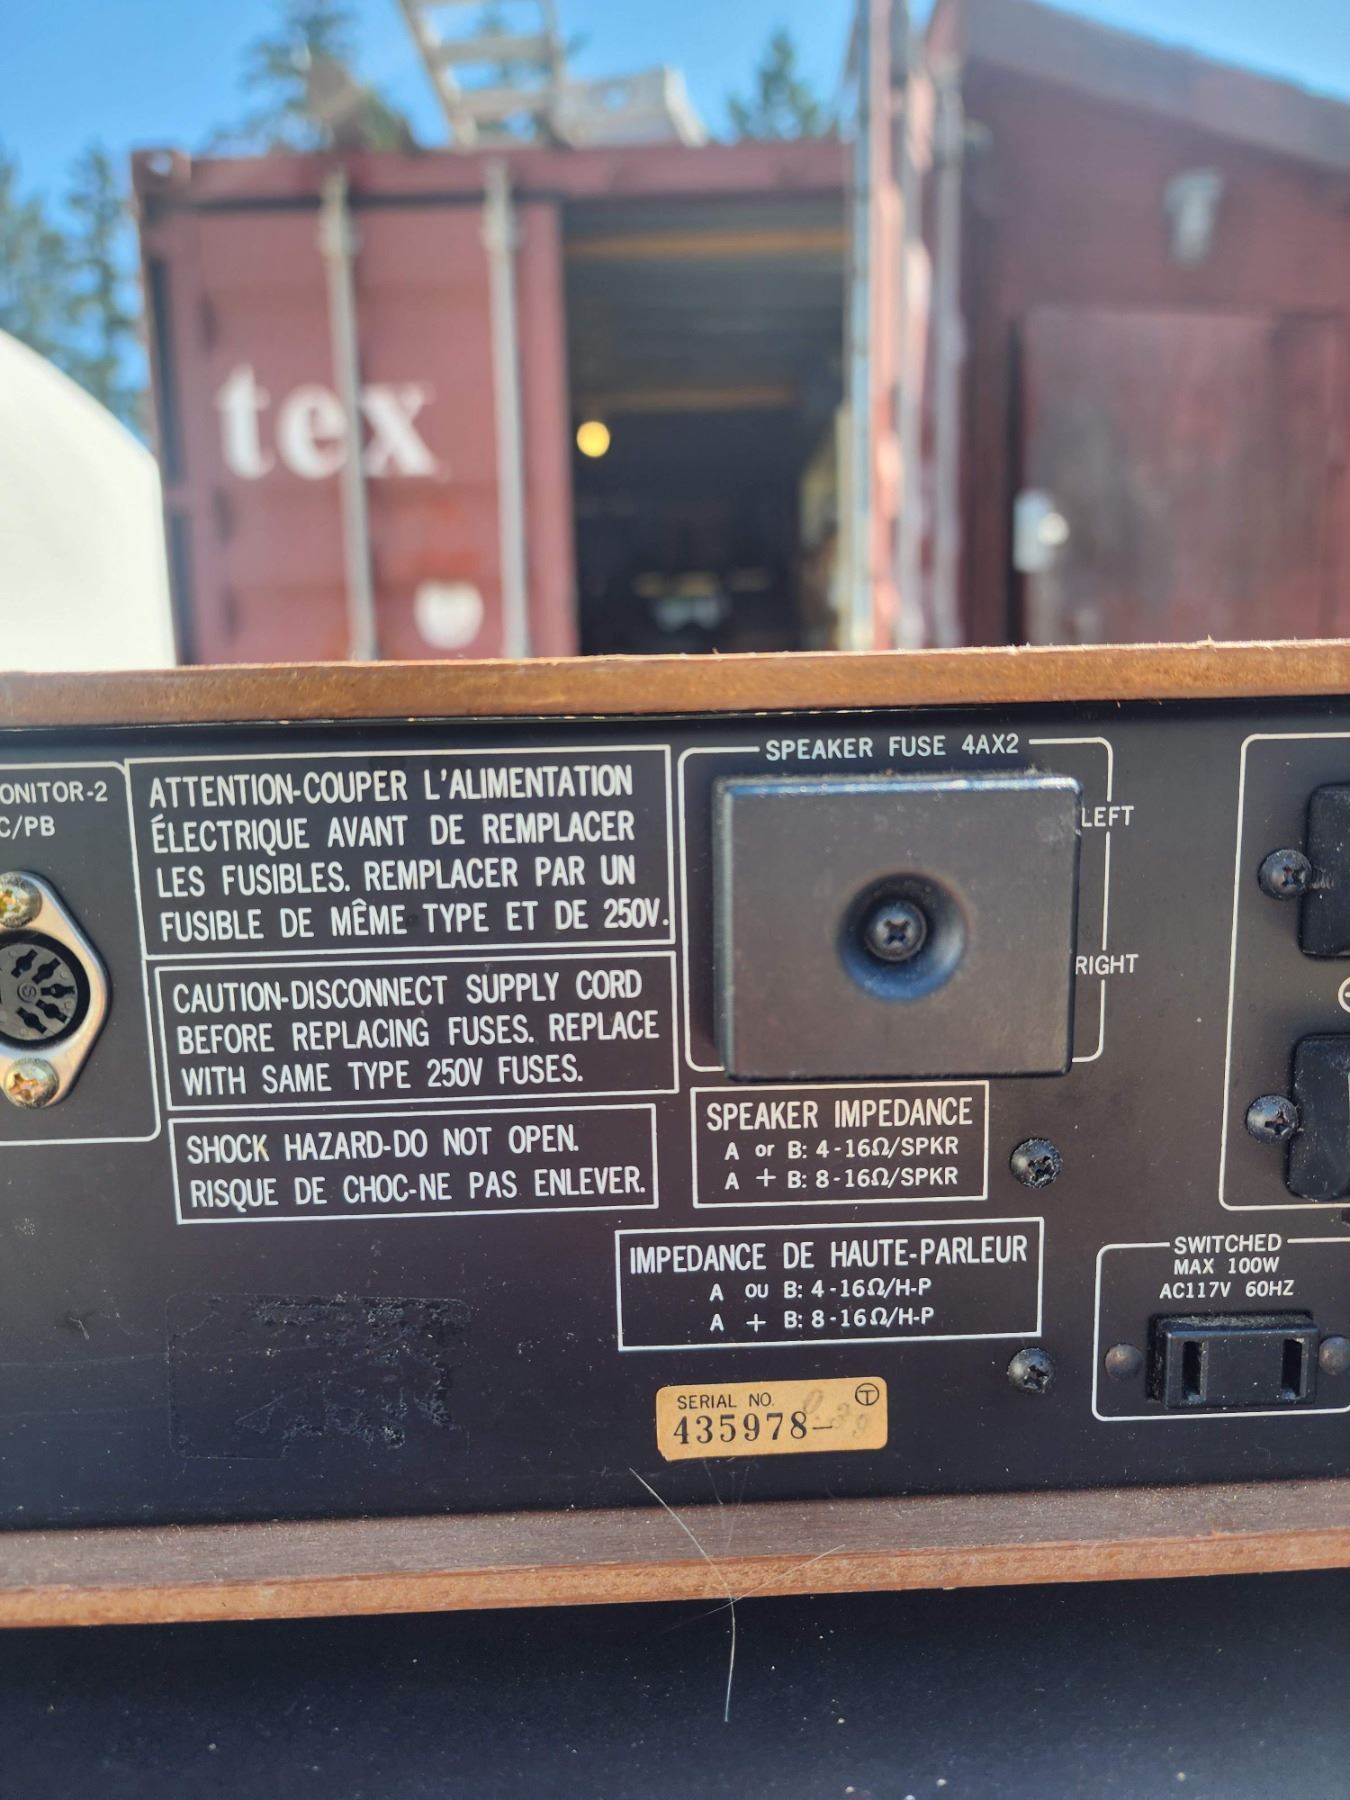 tex
ONITOR-2
C/PB
ATTENTION-COUPER L'ALIMENTATION
ÉLECTRIQUE AVANT DE REMPLACER
LES FUSIBLES. REMPLACER PAR UN
FUSIBLE DE MÊME TYPE ET DE 250V.
CAUTION-DISCONNECT SUPPLY CORD
BEFORE REPLACING FUSES. REPLACE
WITH SAME TYPE 250V FUSES.
SHOCK HAZARD-DO NOT OPEN.
RISQUE DE CHOC-NE PAS ENLEVER.
SPEAKER FUSE 4AX2
LEFT
RIGHT
SPEAKER IMPEDANCE
A or B: 4-16Ω/SPKR
A + B: 8-16Ω/SPKR
IMPEDANCE DE HAUTE-PARLEUR
A OU B: 4-16Ω/H-P
A + B: 8-16Ω/H-P
SWITCHED
MAX 100W
AC117V 60HZ
SERIAL NO. T
435978-